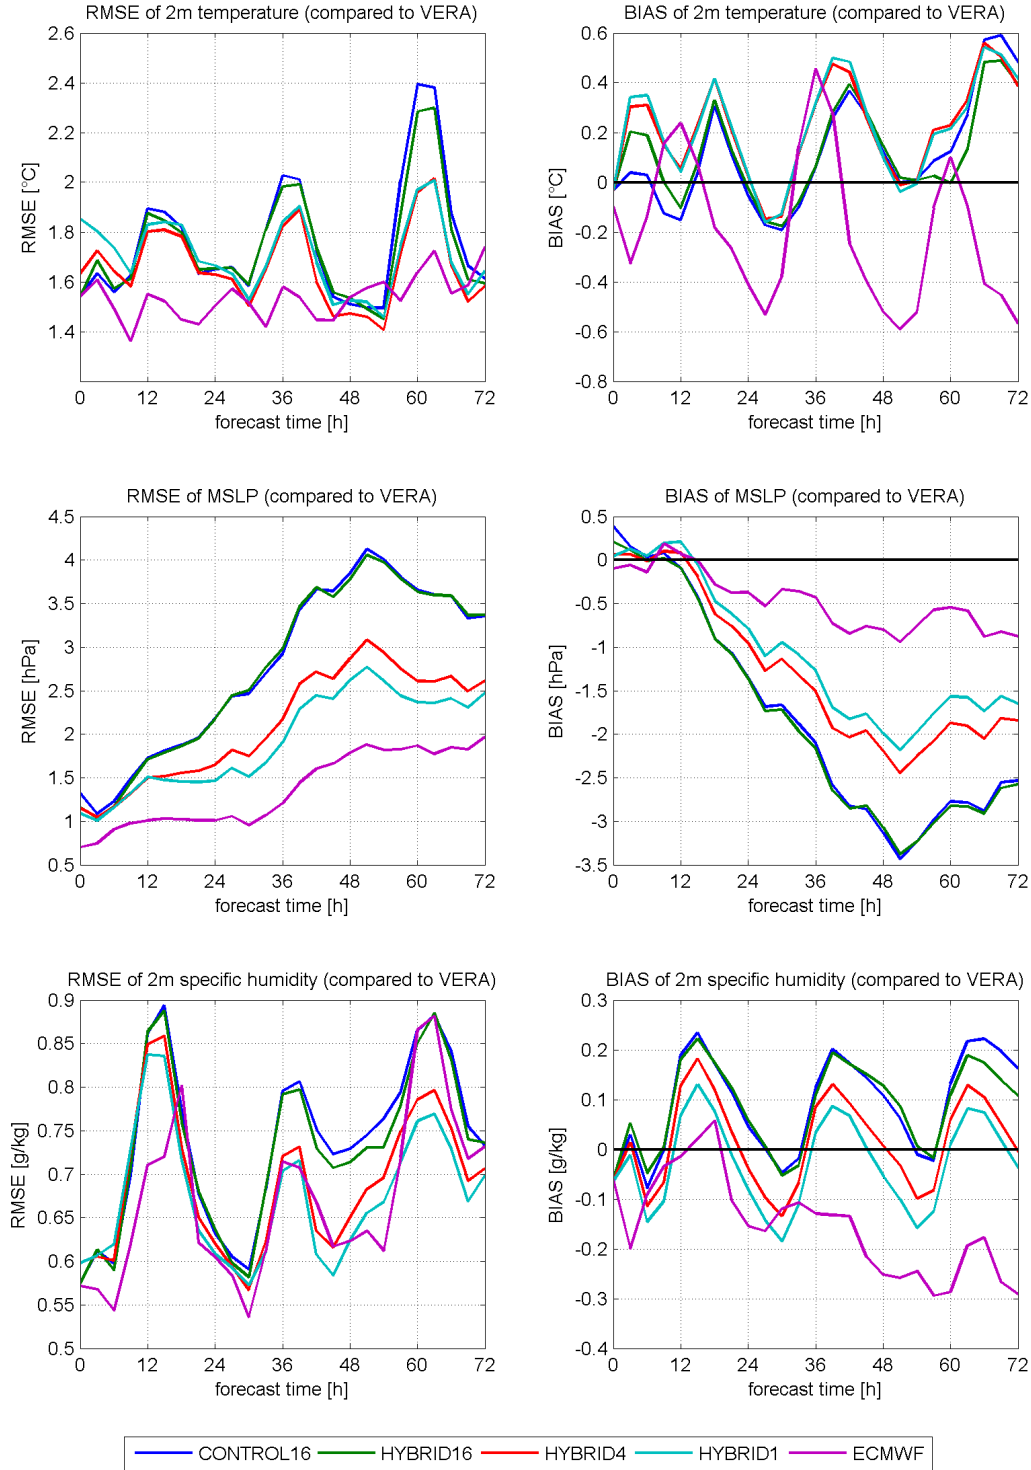 RMSE of 2m temperature (compared to VERA)
2.6
2.4
2.2
2
1.8
1.6
1.4
RMSE [°C]
0 12 24 36 48 60 72
forecast time [h]
BIAS of 2m temperature (compared to VERA)
0.6
0.4
0.2
0
-0.2
-0.4
-0.6
-0.8
BIAS [°C]
0 12 24 36 48 60 72
forecast time [h]
RMSE of MSLP (compared to VERA)
4.5
4
3.5
3
2.5
2
1.5
1
0.5
RMSE [hPa]
0 12 24 36 48 60 72
forecast time [h]
BIAS of MSLP (compared to VERA)
0.5
0
-0.5
-1
-1.5
-2
-2.5
-3
-3.5
BIAS [hPa]
0 12 24 36 48 60 72
forecast time [h]
RMSE of 2m specific humidity (compared to VERA)
0.9
0.85
0.8
0.75
0.7
0.65
0.6
0.55
0.5
RMSE [g/kg]
0 12 24 36 48 60 72
forecast time [h]
BIAS of 2m specific humidity (compared to VERA)
0.3
0.2
0.1
0
-0.1
-0.2
-0.3
-0.4
BIAS [g/kg]
0 12 24 36 48 60 72
forecast time [h]
CONTROL16 HYBRID16 HYBRID4 HYBRID1 ECMWF